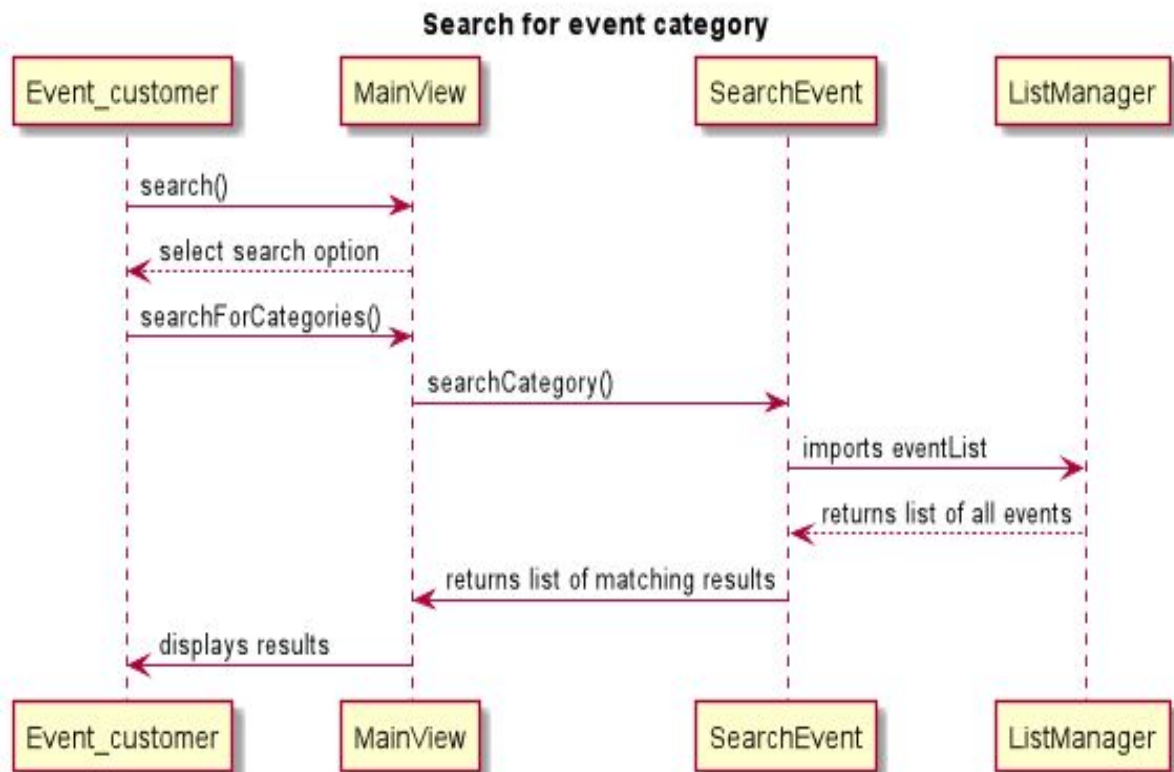 Search for event category
Event_customer MainView SearchEvent ListManager
search()
select search option
searchForCategories()
searchCategory()
imports eventList
returns list of all events
returns list of matching results
displays results
Event_customer MainView SearchEvent ListManager